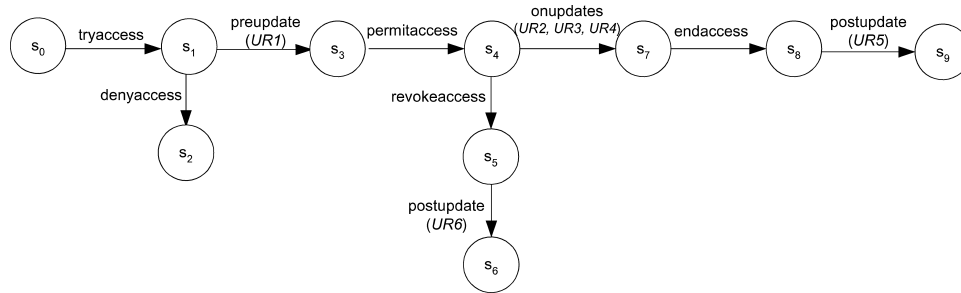 tryaccess
preupdate
(UR1)
permitaccess
onupdates
(UR2, UR3, UR4)
endaccess
postupdate
(UR5)
s0
s1
s3
s4
s7
s8
s9
denyaccess
revokeaccess
s2
s5
postupdate
(UR6)
s6